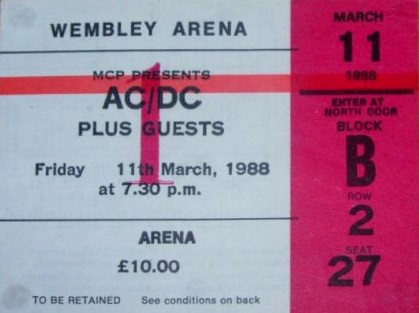 WEMBLEY ARENA
MCP PRESENTS
1
AC/DC
PLUS GUESTS
Friday 11th March, 1988
at 7.30 p.m.
ARENA
£10.00
TO BE RETAINED See conditions on back
MARCH
11
1988
ENTER AT
NORTH DOOR
BLOCK
B
ROW
2
SEAT
27